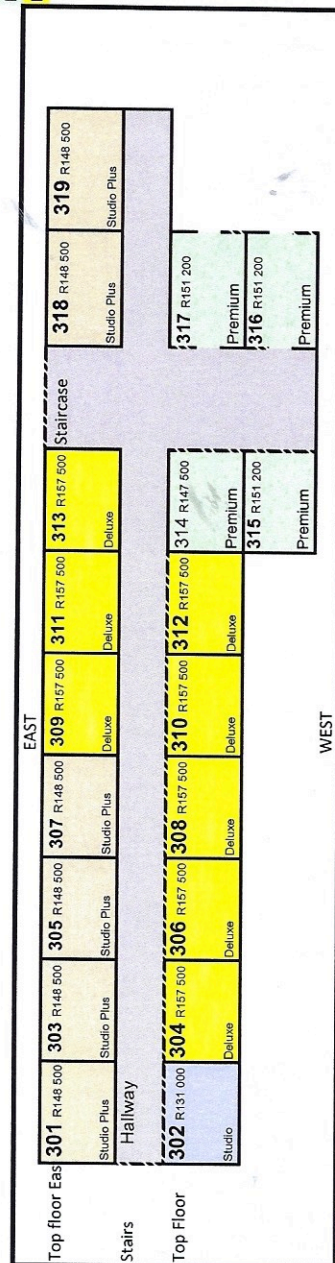 EAST
Top floor Eas
301 R148 500
Studio Plus
303 R148 500
Studio Plus
305 R148 500
Studio Plus
307 R148 500
Studio Plus
309 R157 500
Deluxe
311 R157 500
Deluxe
313 R157 500
Deluxe
Staircase
318 R148 500
Studio Plus
319 R148 500
Studio Plus
Stairs
Hallway
Top Floor
302 R131 000
Studio
304 R157 500
Deluxe
306 R157 500
Deluxe
308 R157 500
Deluxe
310 R157 500
Deluxe
312 R157 500
Deluxe
314 R147 500
Premium
317 R151 200
Premium
315 R151 200
Premium
316 R151 200
Premium
WEST